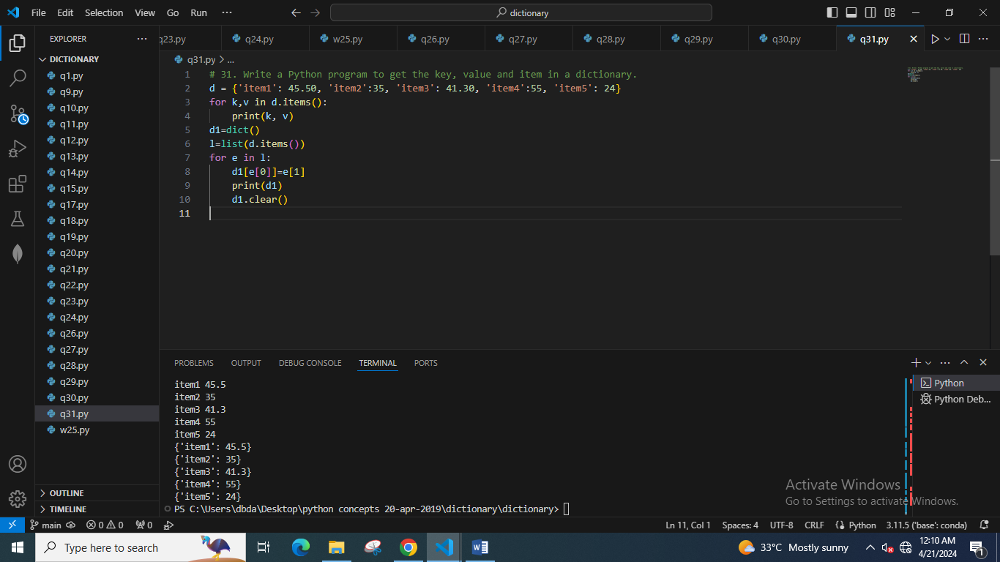 File Edit Selection View Go Run ··· dictionary
EXPLORER ···
DICTIONARY
q1.py
q9.py
q10.py
q11.py
q12.py
q13.py
q14.py
q15.py
q17.py
q18.py
q19.py
q20.py
q21.py
q22.py
q23.py
q24.py
q26.py
q27.py
q28.py
q29.py
q30.py
q31.py
w25.py
OUTLINE
TIMELINE
q23.py q24.py w25.py q26.py q27.py q28.py q29.py q30.py q31.py
q31.py > ...
1 # 31. Write a Python program to get the key, value and item in a dictionary.
2 d = {'item1': 45.50, 'item2':35, 'item3': 41.30, 'item4':55, 'item5': 24}
3 for k,v in d.items():
4 print(k, v)
5 d1=dict()
6 l=list(d.items())
7 for e in l:
8 d1[e[0]]=e[1]
9 print(d1)
10 d1.clear()
11
PROBLEMS OUTPUT DEBUG CONSOLE TERMINAL PORTS
item1 45.5
item2 35
item3 41.3
item4 55
item5 24
{'item1': 45.5}
{'item2': 35}
{'item3': 41.3}
{'item4': 55}
{'item5': 24}
PS C:\Users\dbda\Desktop\python concepts 20-apr-2019\dictionary\dictionary>
Python
Python Deb...
Activate Windows
Go to Settings to activate Windows.
main 0 0 0 Ln 11, Col 1 Spaces: 4 UTF-8 CRLF Python 3.11.5 ('base': conda)
Type here to search 33°C Mostly sunny 12:10 AM
4/21/2024
1